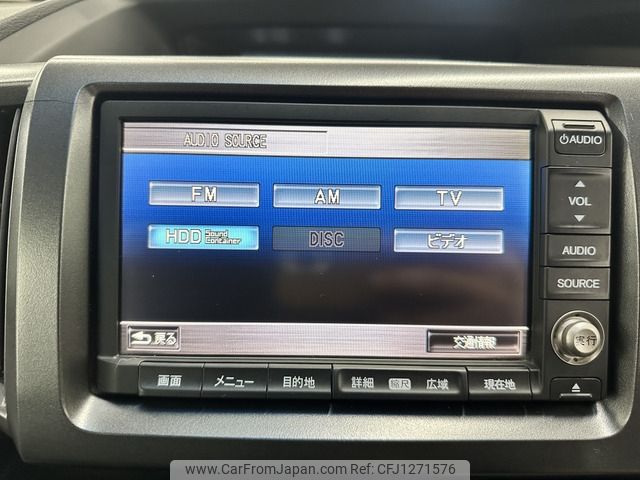 AUDIO SOURCE
FM AM TV
HDD Sound Container DISC ビデオ
戻る 交通情報
AUDIO
VOL
AUDIO
SOURCE
実行
画面 メニュー 目的地 詳細 縮尺 広域 現在地
www.CarFromJapan.com Ref:CFJ1271576